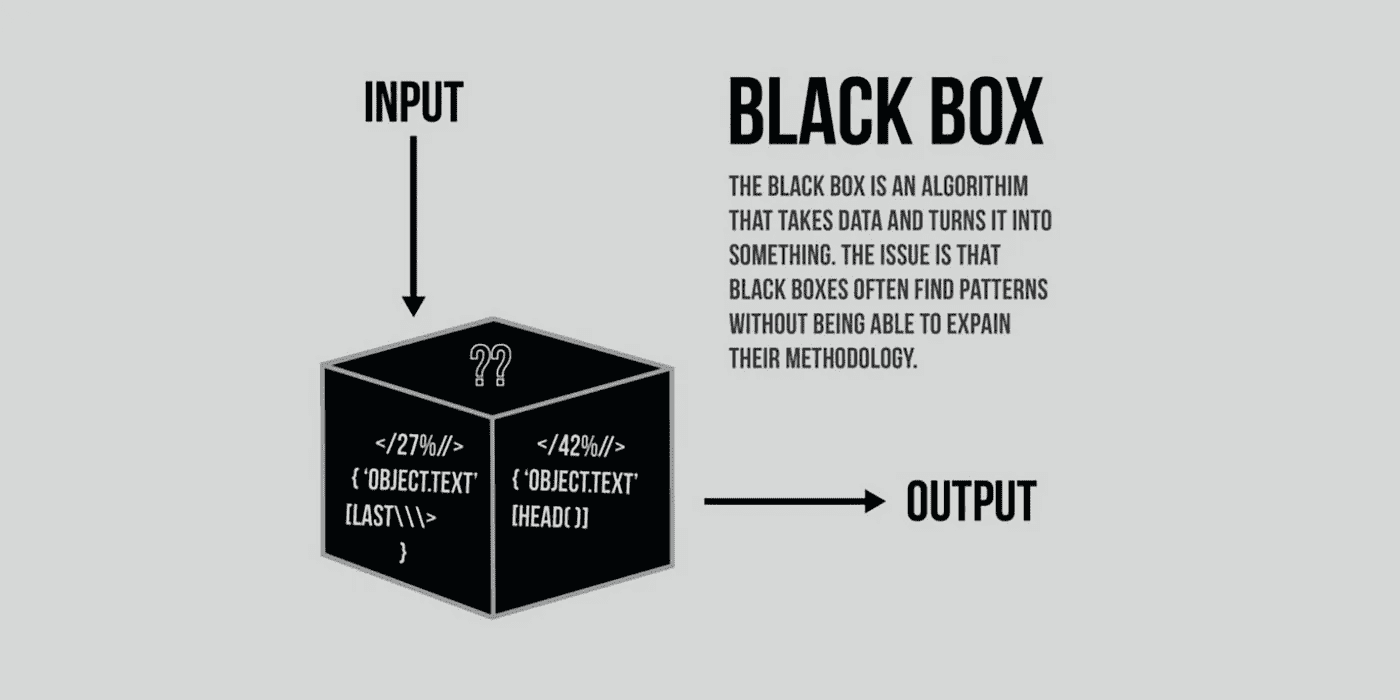 INPUT
BLACK BOX
THE BLACK BOX IS AN ALGORITHIM
THAT TAKES DATA AND TURNS IT INTO
SOMETHING. THE ISSUE IS THAT
BLACK BOXES OFTEN FIND PATTERNS
WITHOUT BEING ABLE TO EXPAIN
THEIR METHODOLOGY.
??
</27%//>
{ ‘OBJECT.TEXT’
[LAST\\\>
}
</42%//>
{ ‘OBJECT.TEXT’
[HEAD( )]
OUTPUT